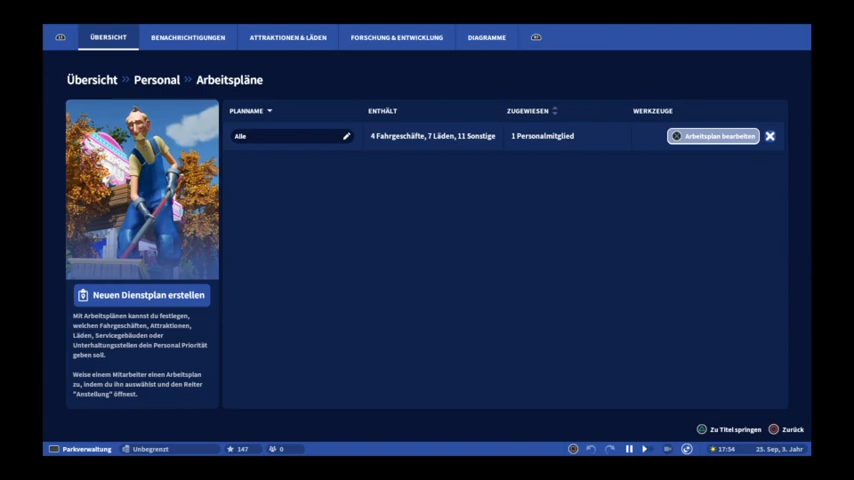 ÜBERSICHT BENACHRICHTIGUNGEN ATTRAKTIONEN & LÄDEN FORSCHUNG & ENTWICKLUNG DIAGRAMME
Übersicht » Personal » Arbeitspläne
PLANNAME ENTHÄLT ZUGEWIESEN WERKZEUGE
Alle 4 Fahrgeschäfte, 7 Läden, 11 Sonstige 1 Personalmitglied Arbeitsplan bearbeiten
Neuen Dienstplan erstellen
Mit Arbeitsplänen kannst du festlegen,
welchen Fahrgeschäften, Attraktionen,
Läden, Servicegebäuden oder
Unterhaltungsstellen dein Personal Priorität
geben soll.
Weise einem Mitarbeiter einen Arbeitsplan
zu, indem du ihn auswählst und den Reiter
"Anstellung" öffnest.
Zu Titel springen Zurück
Parkverwaltung Unbegrenzt 147 0 17:54 25. Sep, 3. Jahr